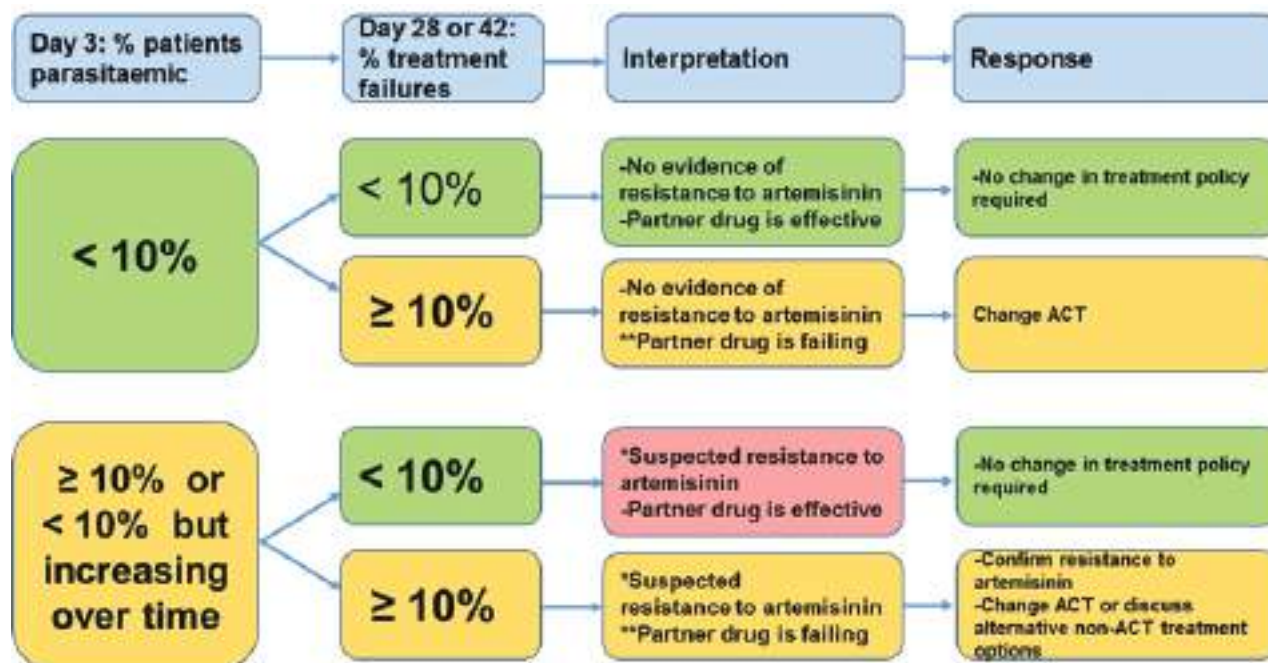 Day 3: % patients
parasitaemic
Day 28 or 42:
% treatment
failures
Interpretation
Response
< 10%
< 10%
-No evidence of
resistance to artemisinin
-Partner drug is effective
-No change in treatment policy
required
≥ 10%
-No evidence of
resistance to artemisinin
**Partner drug is failing
Change ACT
≥ 10% or
< 10% but
increasing
over time
< 10%
*Suspected resistance to
artemisinin
-Partner drug is effective
-No change in treatment policy
required
≥ 10%
*Suspected
resistance to artemisinin
**Partner drug is failing
-Confirm resistance to
artemisinin
-Change ACT or discuss
alternative non-ACT treatment
options